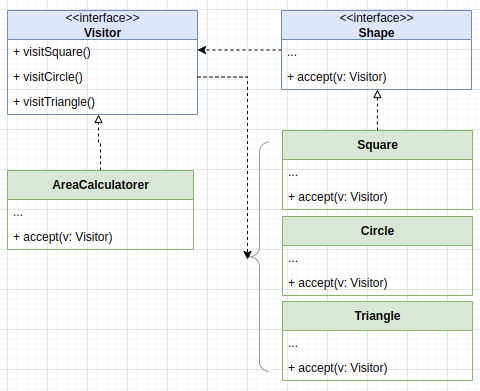 <<interface>>
Visitor
+ visitSquare()
+ visitCircle()
+ visitTriangle()
<<interface>>
Shape
...
+ accept(v: Visitor)
AreaCalculatorer
...
+ accept(v: Visitor)
Square
...
+ accept(v: Visitor)
Circle
...
+ accept(v: Visitor)
Triangle
...
+ accept(v: Visitor)